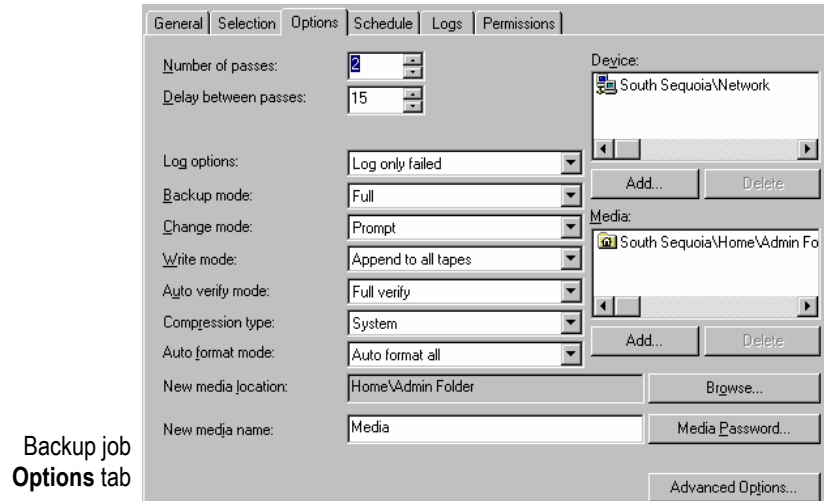 General Selection Options Schedule Logs Permissions
Number of passes: 2
Delay between passes: 15
Device:
South Sequoia\Network
Add... Delete
Log options: Log only failed
Backup mode: Full
Change mode: Prompt
Write mode: Append to all tapes
Auto verify mode: Full verify
Compression type: System
Auto format mode: Auto format all
Media:
South Sequoia\Home\Admin Fo
Add... Delete
New media location: Home\Admin Folder Browse...
New media name: Media Media Password...
Advanced Options...
Backup job
Options tab